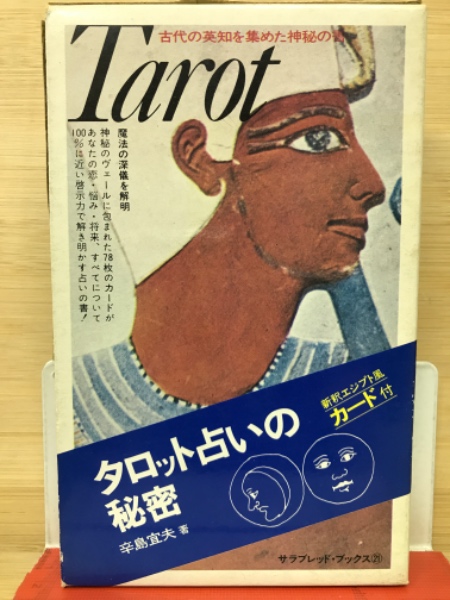 古代の英知を集めた神秘の
Tarot
魔法の深儀を解明
神秘のヴェールに包まれた78枚のカードが
あなたの恋・悩み・将来、すべてについて
100%に近い啓示力で解き明かす占いの書!
新釈エジプト風
カード付
タロット占いの
秘密
辛島宜夫 著
サラブレッド・ブックス21